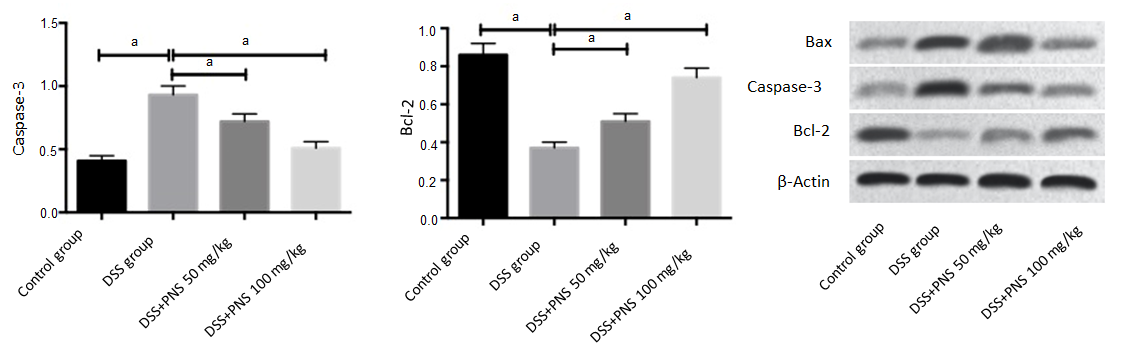 1.5
1.0
0.5
0.0
Caspase-3
a
a
a
Control group
DSS group
DSS+PNS 50 mg/kg
DSS+PNS 100 mg/kg
1.0
0.8
0.6
0.4
0.2
0.0
Bcl-2
a
a
a
Control group
DSS group
DSS+PNS 50 mg/kg
DSS+PNS 100 mg/kg
Bax
Caspase-3
Bcl-2
β-Actin
Control group
DSS group
DSS+PNS 50 mg/kg
DSS+PNS 100 mg/kg